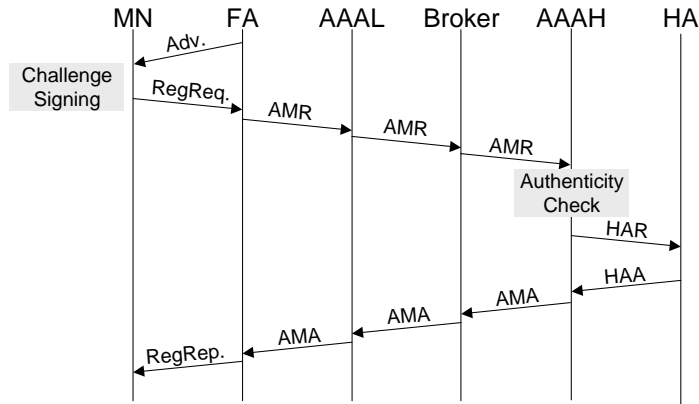 MN FA AAAL Broker AAAH HA
Adv.
Challenge
Signing
RegReq.
AMR
AMR
AMR
Authenticity
Check
HAR
HAA
AMA
AMA
AMA
RegRep.